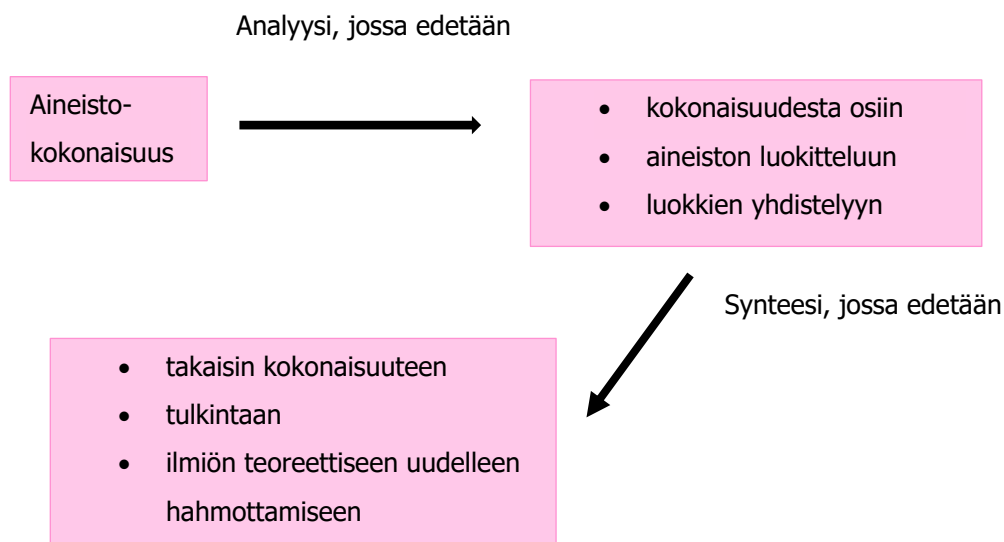 Analyysi, jossa edetään
Aineisto-
kokonaisuus
• kokonaisuudesta osiin
• aineiston luokitteluun
• luokkien yhdistelyyn
Synteesi, jossa edetään
• takaisin kokonaisuuteen
• tulkintaan
• ilmiön teoreettiseen uudelleen
hahmottamiseen